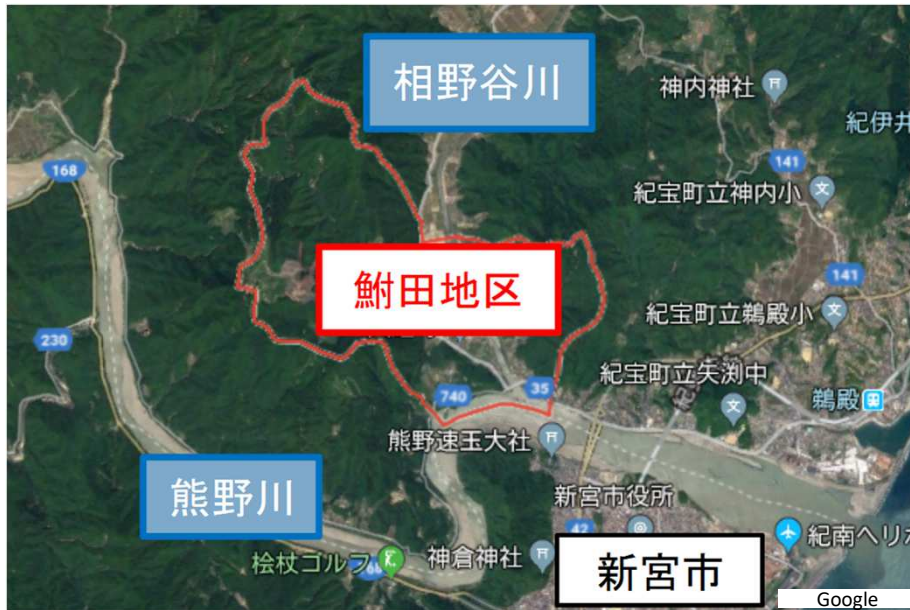 相野谷川
神内神社
紀伊井
168
141
紀宝町立神内小
鮒田地区
141
紀宝町立鵜殿小
230
紀宝町立矢渕中
740
35
鵜殿
熊野速玉大社
熊野川
新宮市役所
42
紀南ヘリポ
桧杖ゴルフ
神倉神社
新宮市
Google